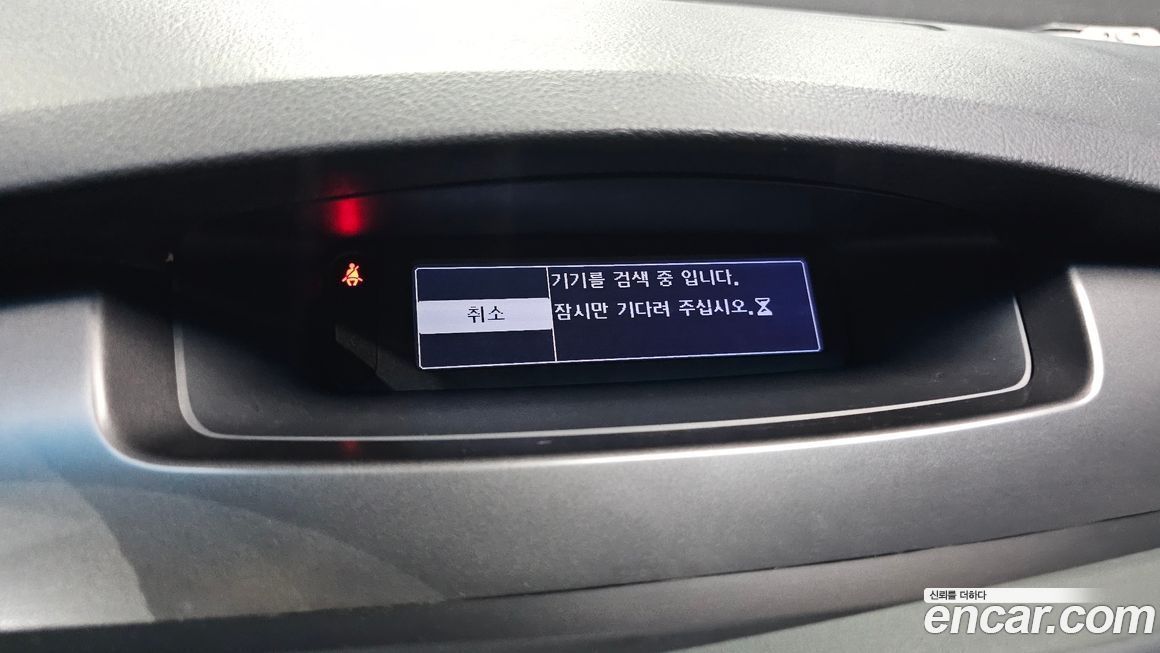 기기를 검색 중 입니다.
취소
잠시만 기다려 주십시오.
신뢰를 더하다
encar.com